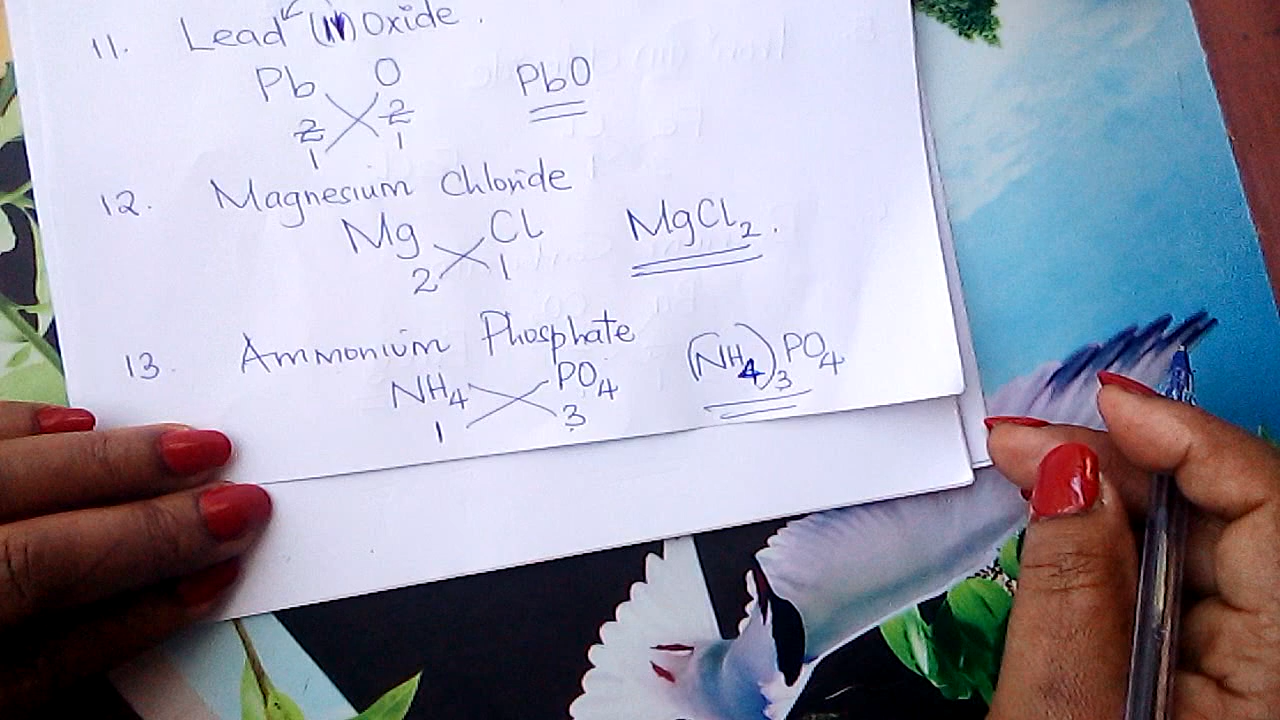 11. Lead (II) Oxide.
Pb O PbO
2 2
1 1
12. Magnesium Chloride
Mg Cl MgCl₂.
2 1
13. Ammonium Phosphate
NH₄ PO₄ (NH₄)₃PO₄
1 3